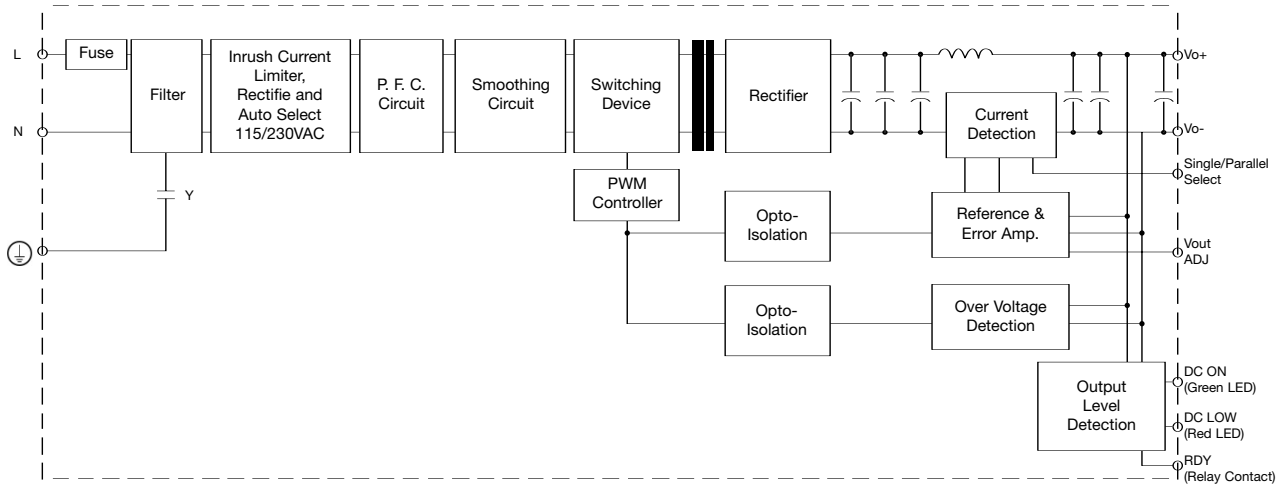 L
Fuse
Filter
Inrush Current
Limiter,
Rectifie and
Auto Select
115/230VAC
P. F. C.
Circuit
Smoothing
Circuit
Switching
Device
Rectifier
Vo+
Current
Detection
N
Vo-
Single/Parallel
Select
Y
PWM
Controller
Opto-
Isolation
Reference &
Error Amp.
Vout
ADJ
Opto-
Isolation
Over Voltage
Detection
Output
Level
Detection
DC ON
(Green LED)
DC LOW
(Red LED)
RDY
(Relay Contact)